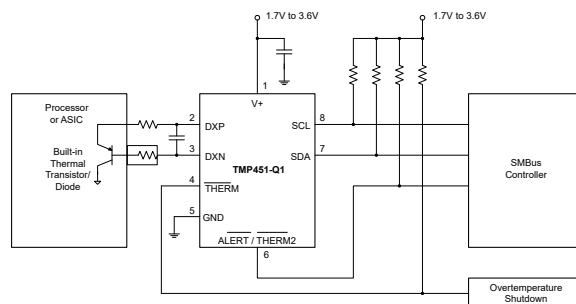 1.7V to 3.6V
1.7V to 3.6V
1
V+
Processor
or ASIC
Built-in
Thermal
Transistor/
Diode
2
DXP
3
DXN
TMP451-Q1
4
THERM
5
GND
ALERT / THERM2
6
SCL
8
SDA
7
SMBus
Controller
Overtemperature
Shutdown